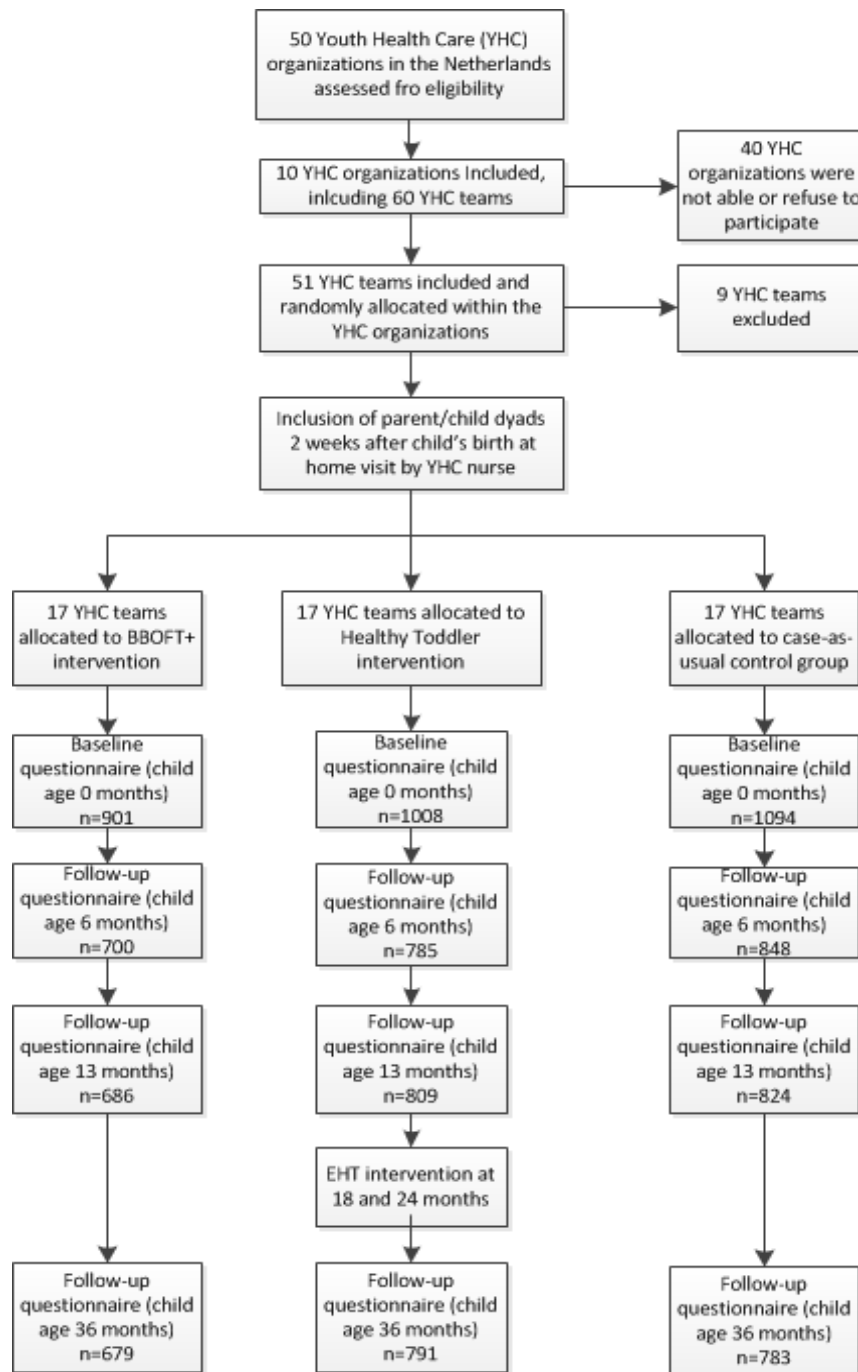 50 Youth Health Care (YHC)
organizations in the Netherlands
assessed fro eligibility
10 YHC organizations Included,
inlcuding 60 YHC teams
40 YHC
organizations were
not able or refuse to
participate
51 YHC teams included and
randomly allocated within the
YHC organizations
9 YHC teams
excluded
Inclusion of parent/child dyads
2 weeks after child's birth at
home visit by YHC nurse
17 YHC teams
allocated to BBOFT+
intervention
17 YHC teams allocated to
Healthy Toddler
intervention
17 YHC teams
allocated to case-as-
usual control group
Baseline
questionnaire (child
age 0 months)
n=901
Baseline
questionnaire (child
age 0 months)
n=1008
Baseline
questionnaire (child
age 0 months)
n=1094
Follow-up
questionnaire (child
age 6 months)
n=700
Follow-up
questionnaire (child
age 6 months)
n=785
Follow-up
questionnaire (child
age 6 months)
n=848
Follow-up
questionnaire (child
age 13 months)
n=686
Follow-up
questionnaire (child
age 13 months)
n=809
Follow-up
questionnaire (child
age 13 months)
n=824
EHT intervention at
18 and 24 months
Follow-up
questionnaire (child
age 36 months)
n=679
Follow-up
questionnaire (child
age 36 months)
n=791
Follow-up
questionnaire (child
age 36 months)
n=783